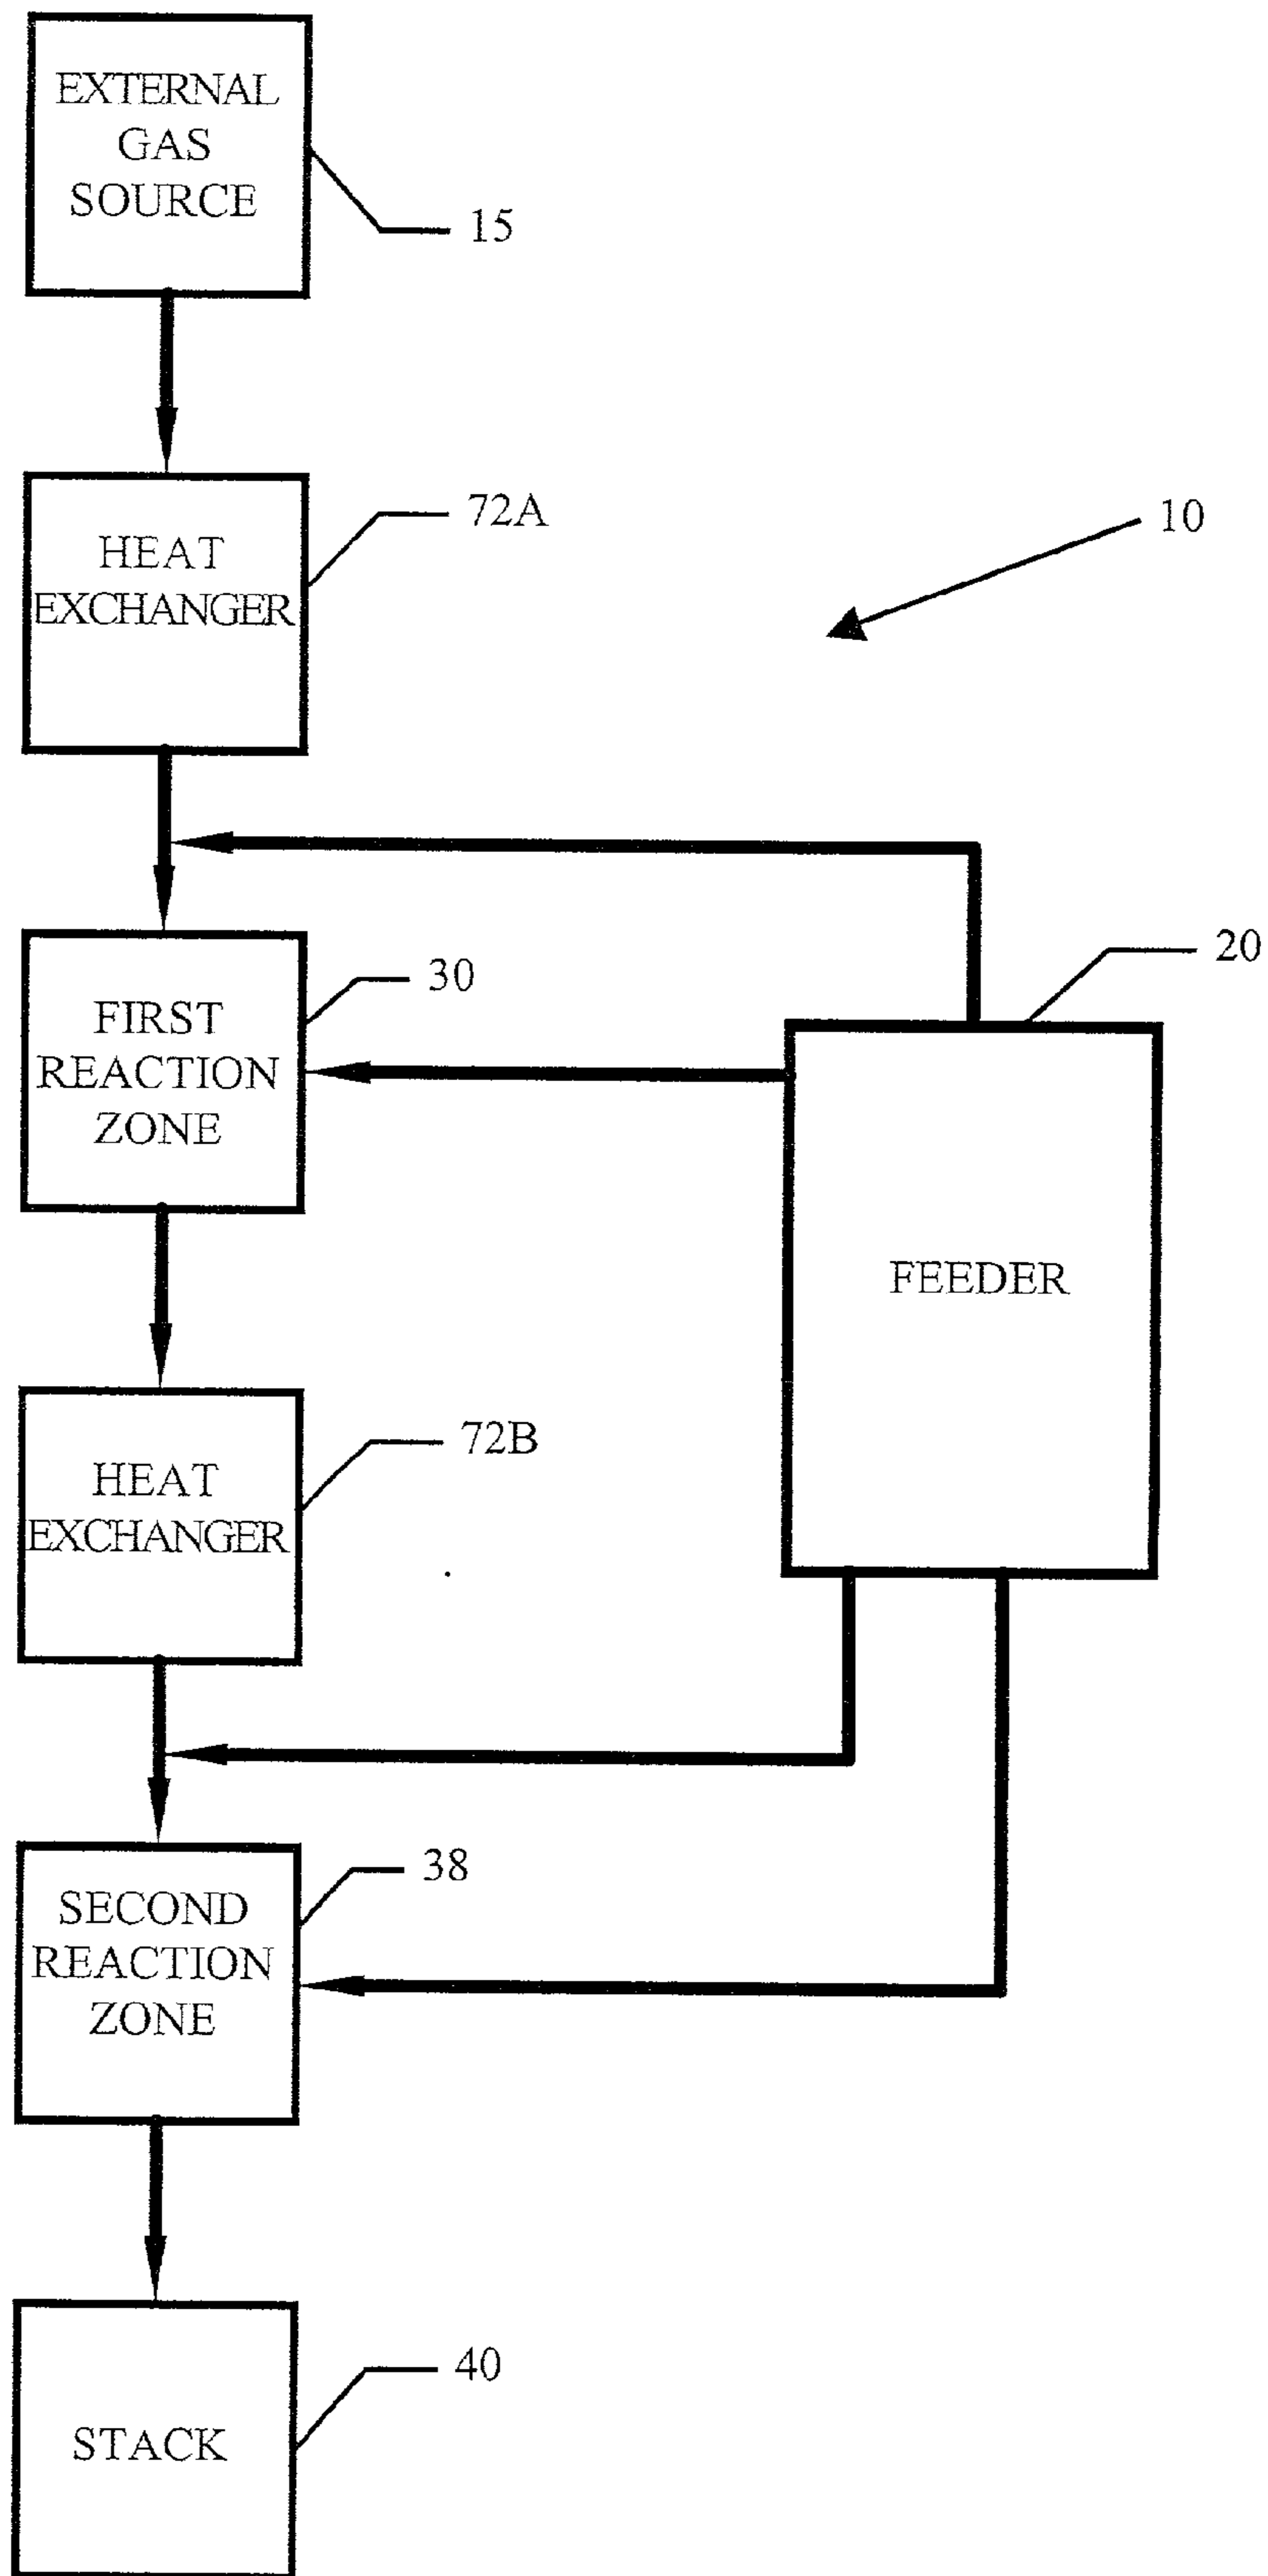 EXTERNAL
GAS
SOURCE
15
HEAT
EXCHANGER
72A
10
FIRST
REACTION
ZONE
30
20
FEEDER
HEAT
EXCHANGER
72B
SECOND
REACTION
ZONE
38
STACK
40